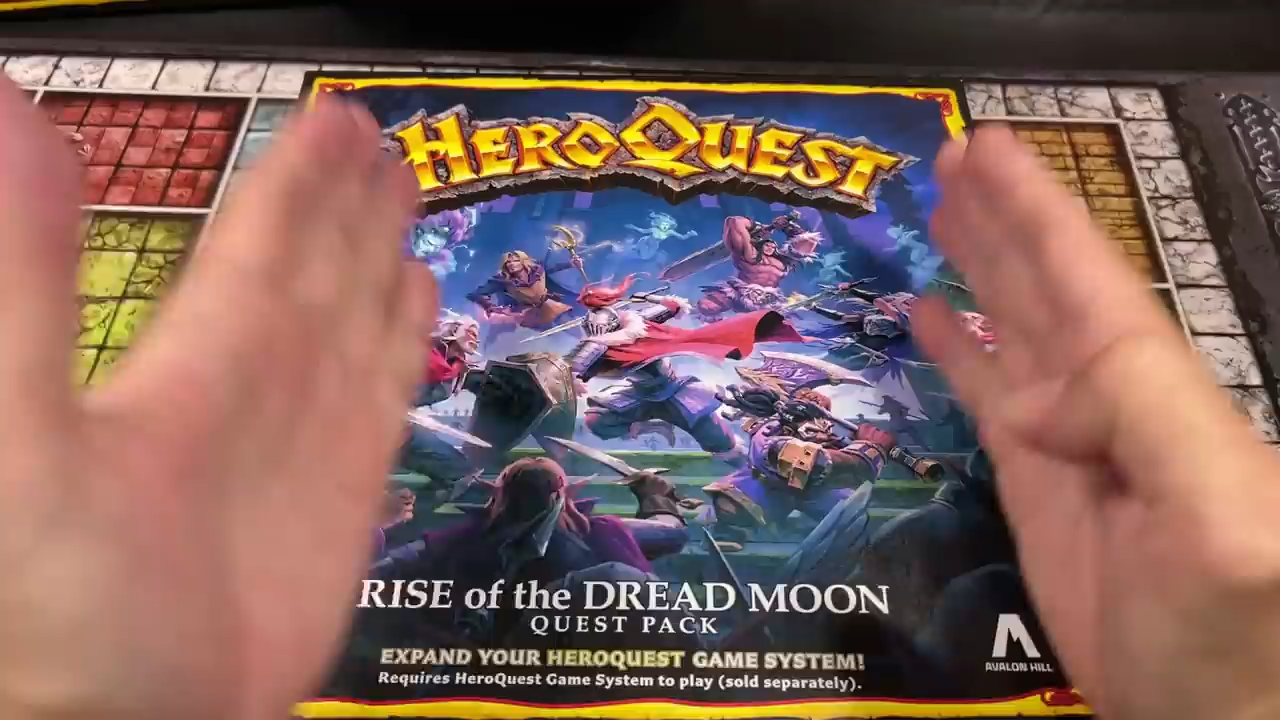 HEROQUEST
RISE of the DREAD MOON
QUEST PACK
EXPAND YOUR HEROQUEST GAME SYSTEM!
Requires HeroQuest Game System to play (sold separately).
AVALON HILL